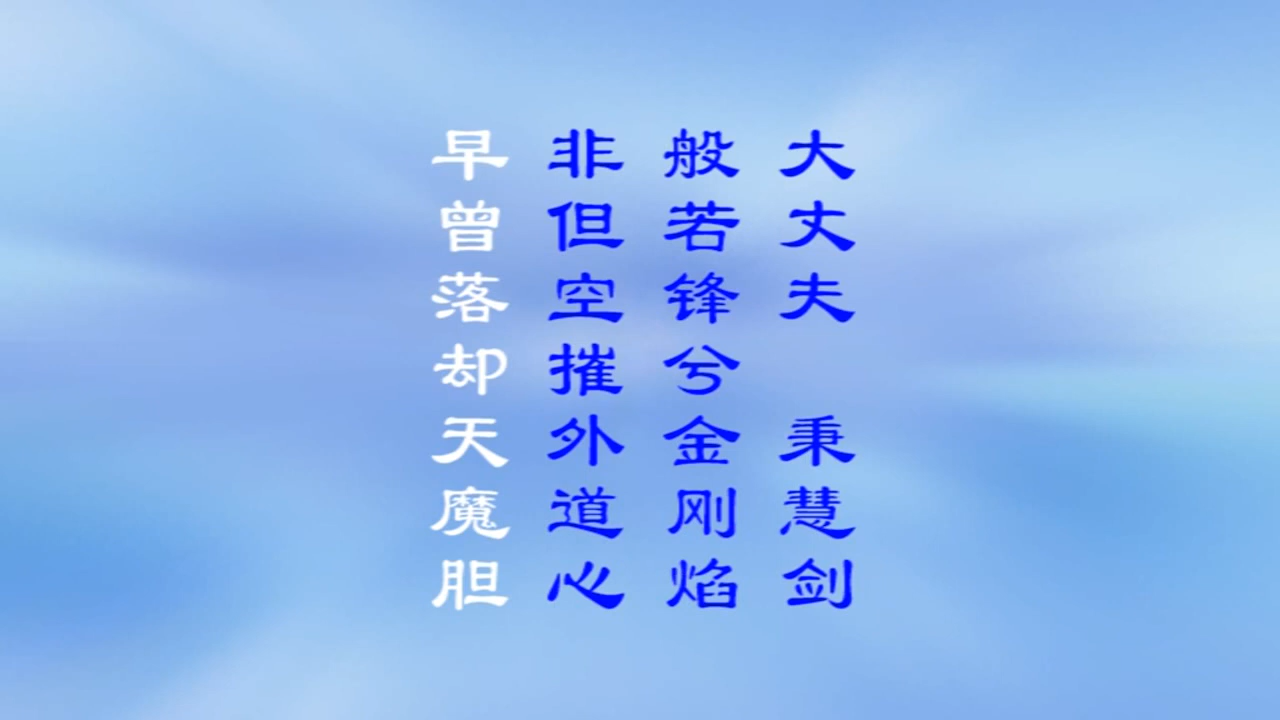 大丈夫 秉慧剑
般若锋兮金刚焰
非但空摧外道心
早曾落却天魔胆